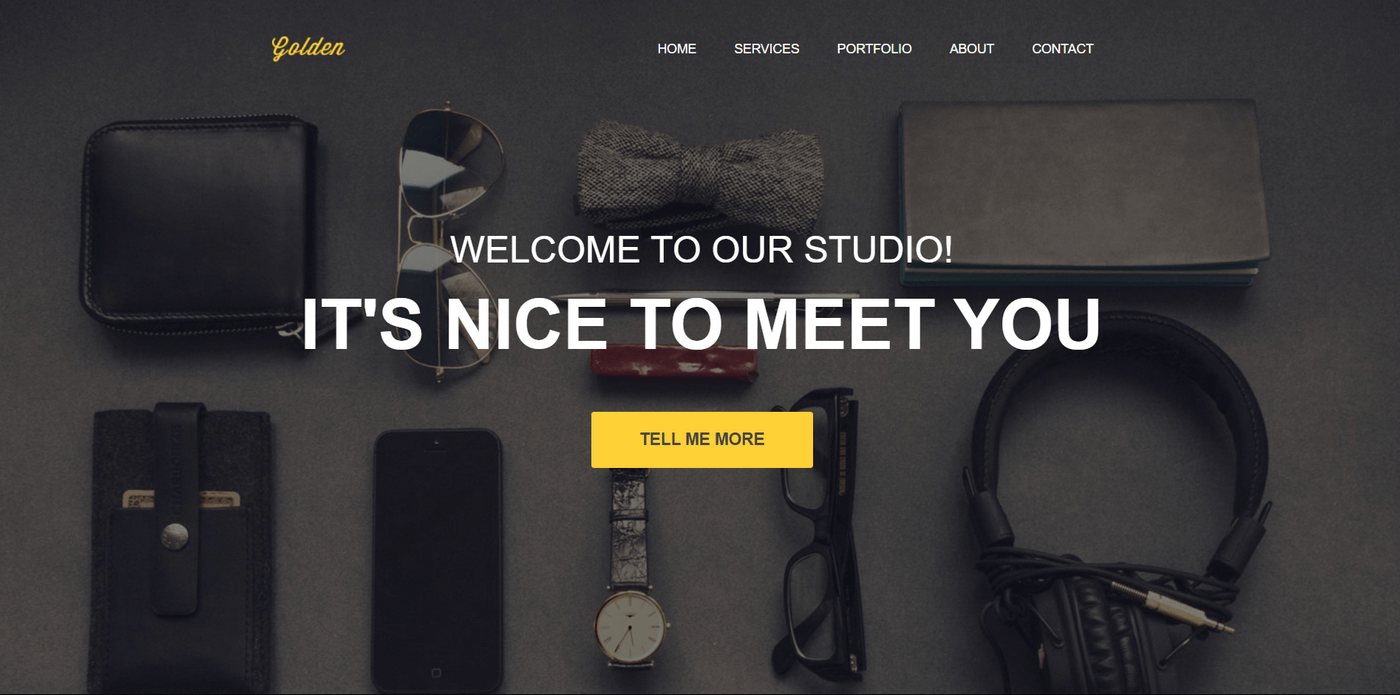 Golden
HOME SERVICES PORTFOLIO ABOUT CONTACT
WELCOME TO OUR STUDIO!
IT'S NICE TO MEET YOU
TELL ME MORE